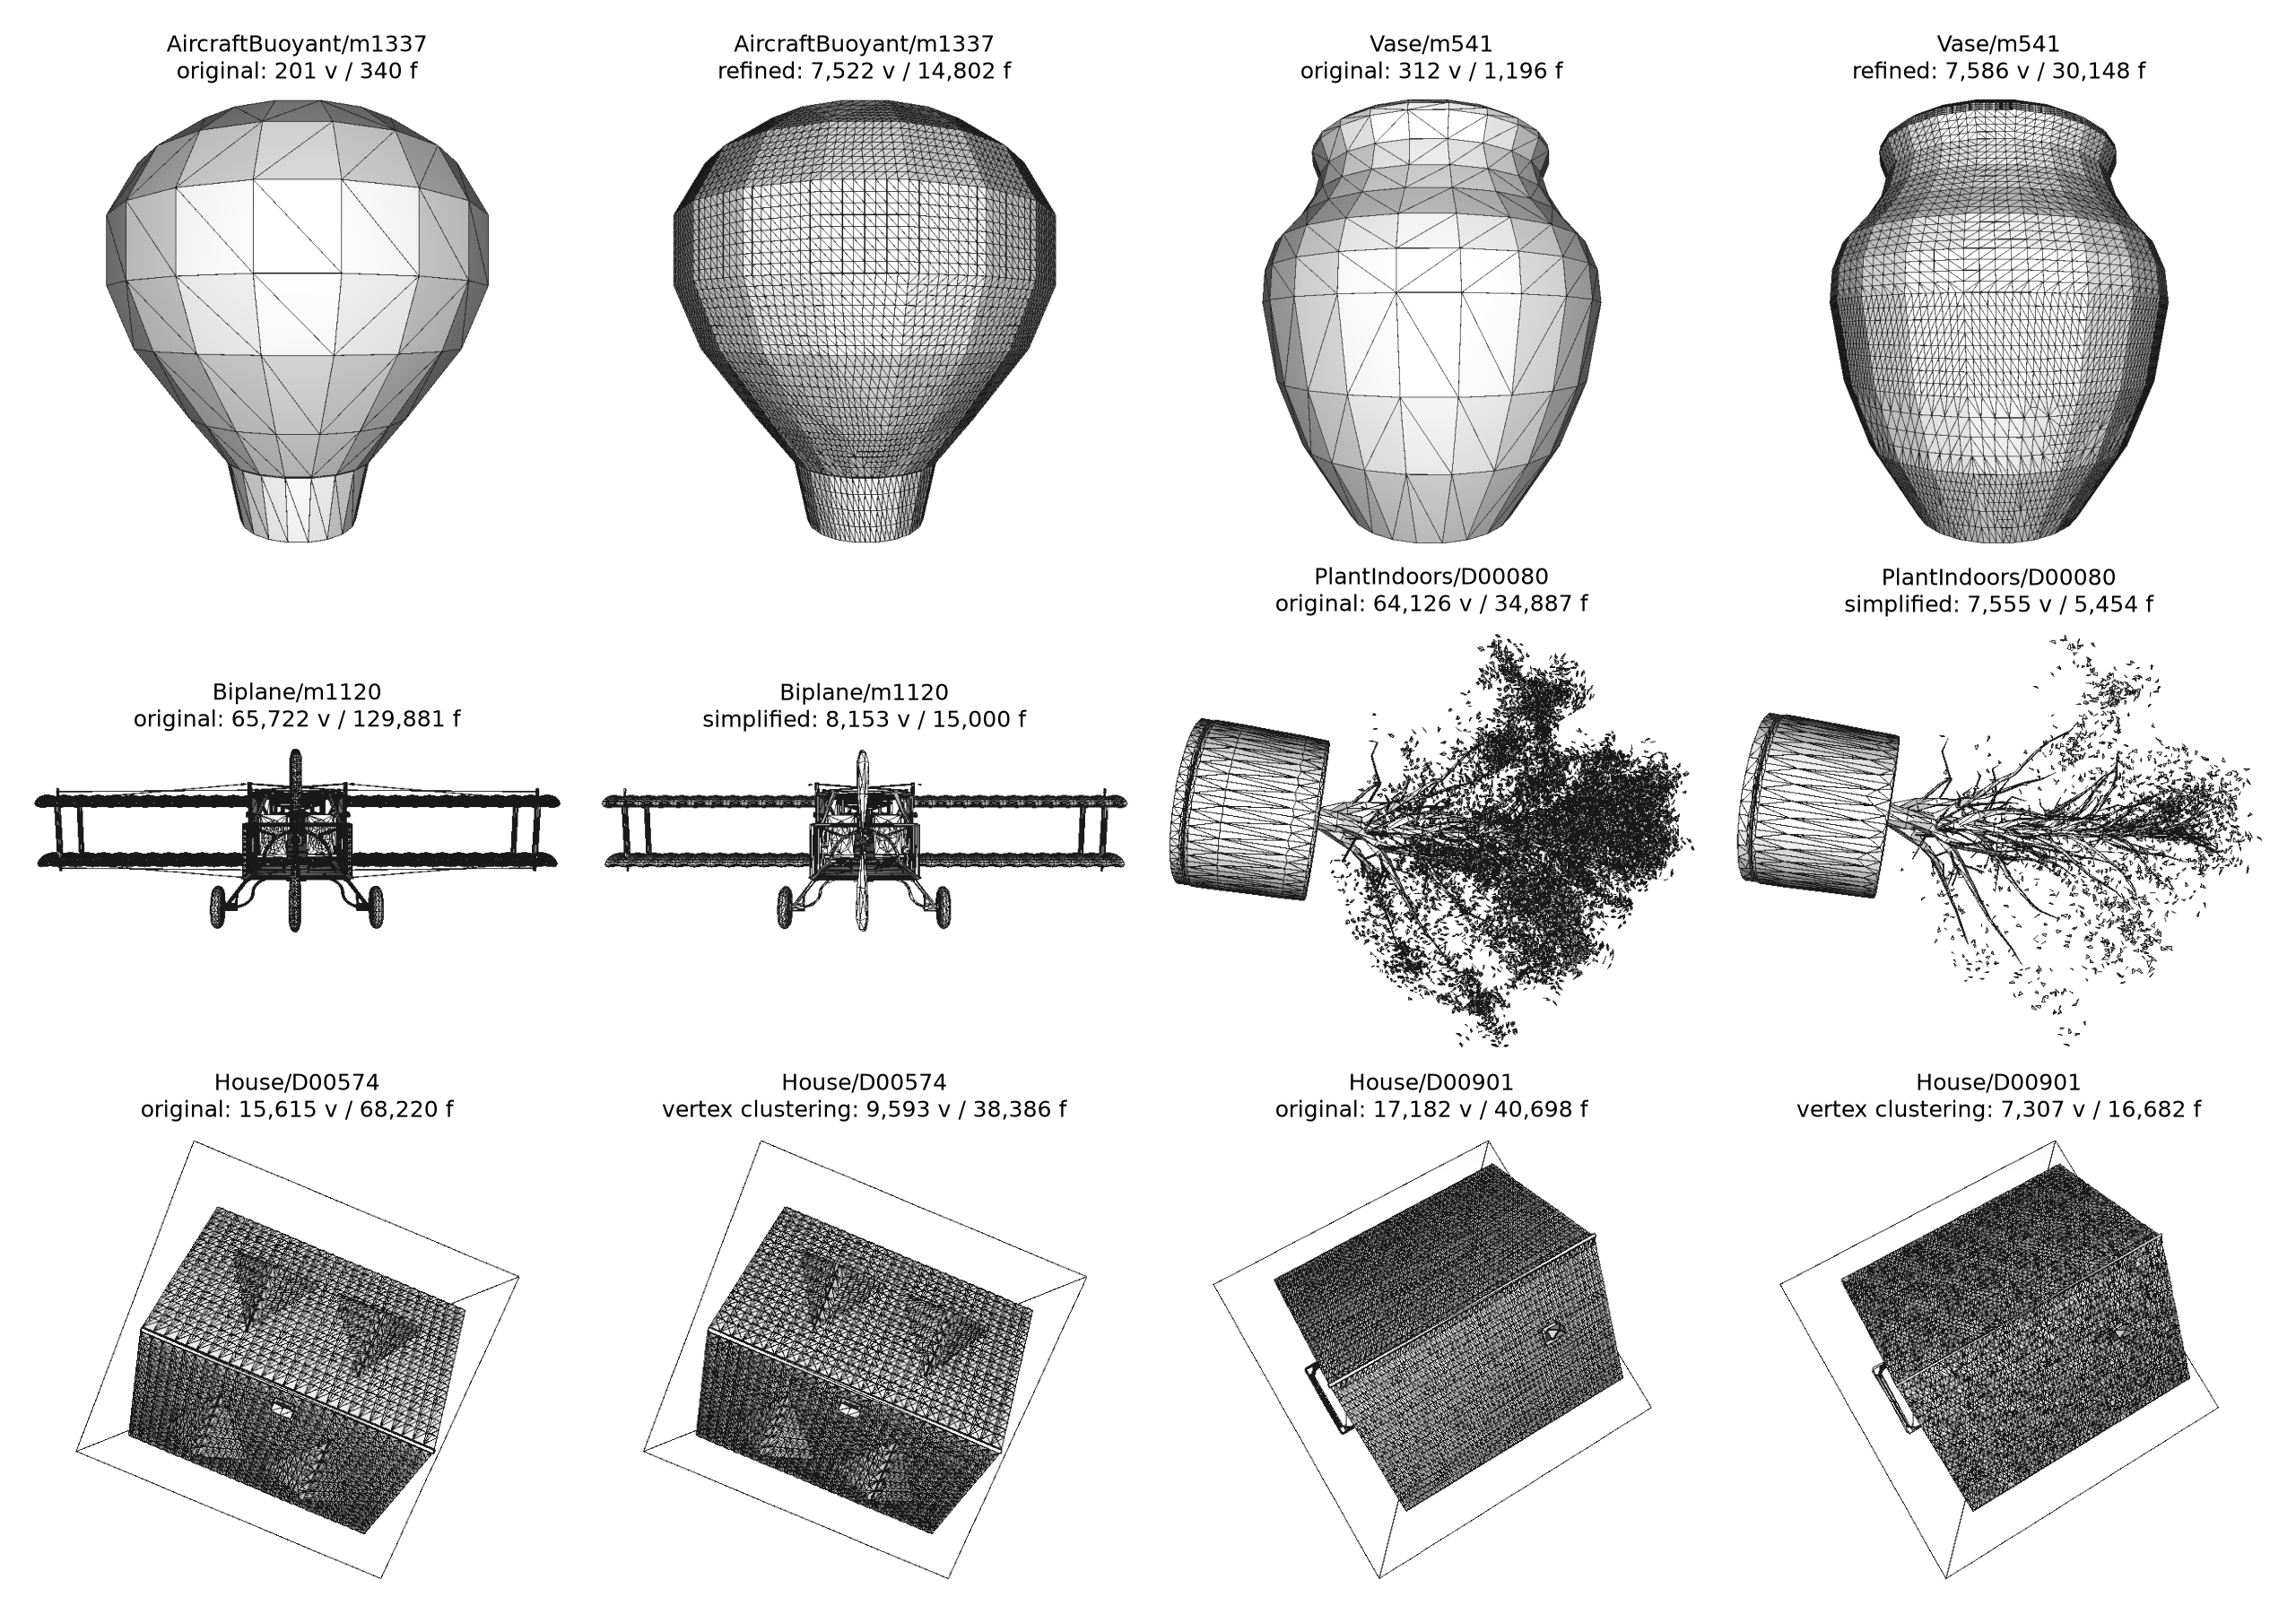 AircraftBuoyant/m1337
original: 201 v / 340 f
AircraftBuoyant/m1337
refined: 7,522 v / 14,802 f
Vase/m541
original: 312 v / 1,196 f
Vase/m541
refined: 7,586 v / 30,148 f
Biplane/m1120
original: 65,722 v / 129,881 f
Biplane/m1120
simplified: 8,153 v / 15,000 f
PlantIndoors/D00080
original: 64,126 v / 34,887 f
PlantIndoors/D00080
simplified: 7,555 v / 5,454 f
House/D00574
original: 15,615 v / 68,220 f
House/D00574
vertex clustering: 9,593 v / 38,386 f
House/D00901
original: 17,182 v / 40,698 f
House/D00901
vertex clustering: 7,307 v / 16,682 f